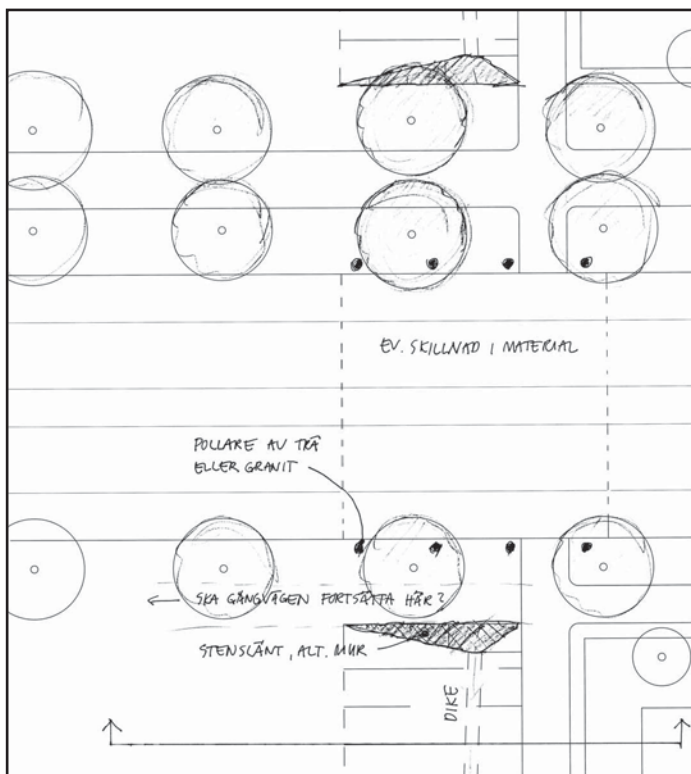 EV. SKILLNAD I MATERIAL
POLLARE AV TRÄ
ELLER GRANIT
← SKA GÅNGVÄGEN FORTSÄTTA HÄR?
STENSLÄNT, ALT. MUR
DIKE